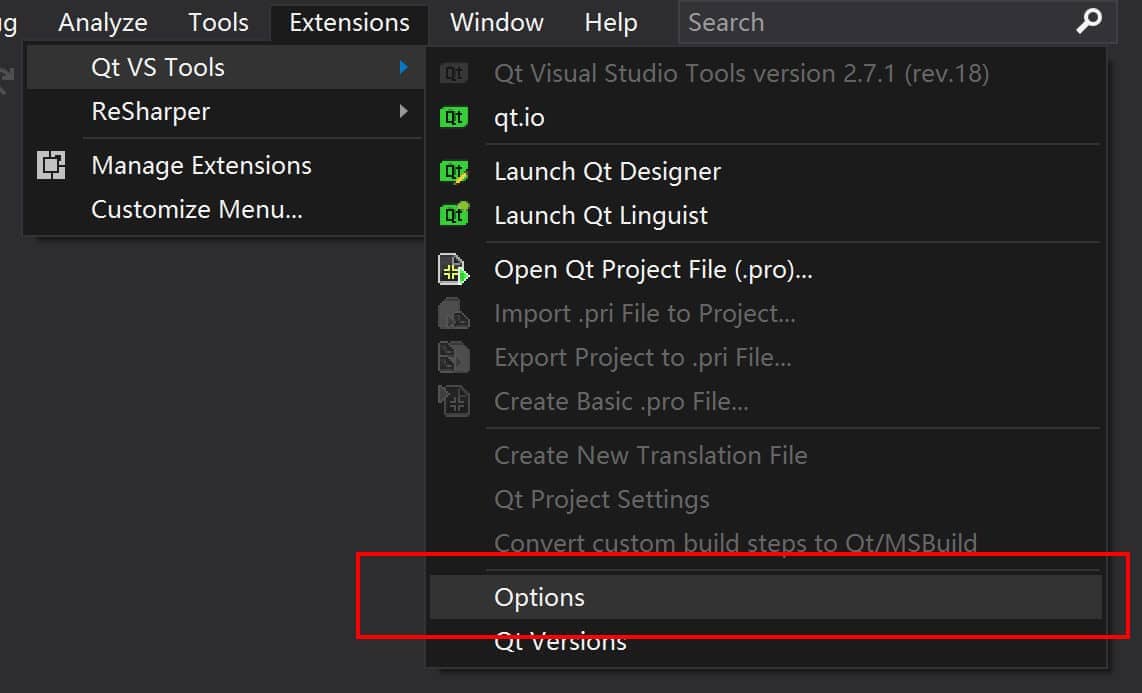 g Analyze Tools Extensions Window Help Search
Qt VS Tools
ReSharper
Manage Extensions
Customize Menu...
Qt Visual Studio Tools version 2.7.1 (rev.18)
qt.io
Launch Qt Designer
Launch Qt Linguist
Open Qt Project File (.pro)...
Import .pri File to Project...
Export Project to .pri File...
Create Basic .pro File...
Create New Translation File
Qt Project Settings
Convert custom build steps to Qt/MSBuild
Options
Qt Versions